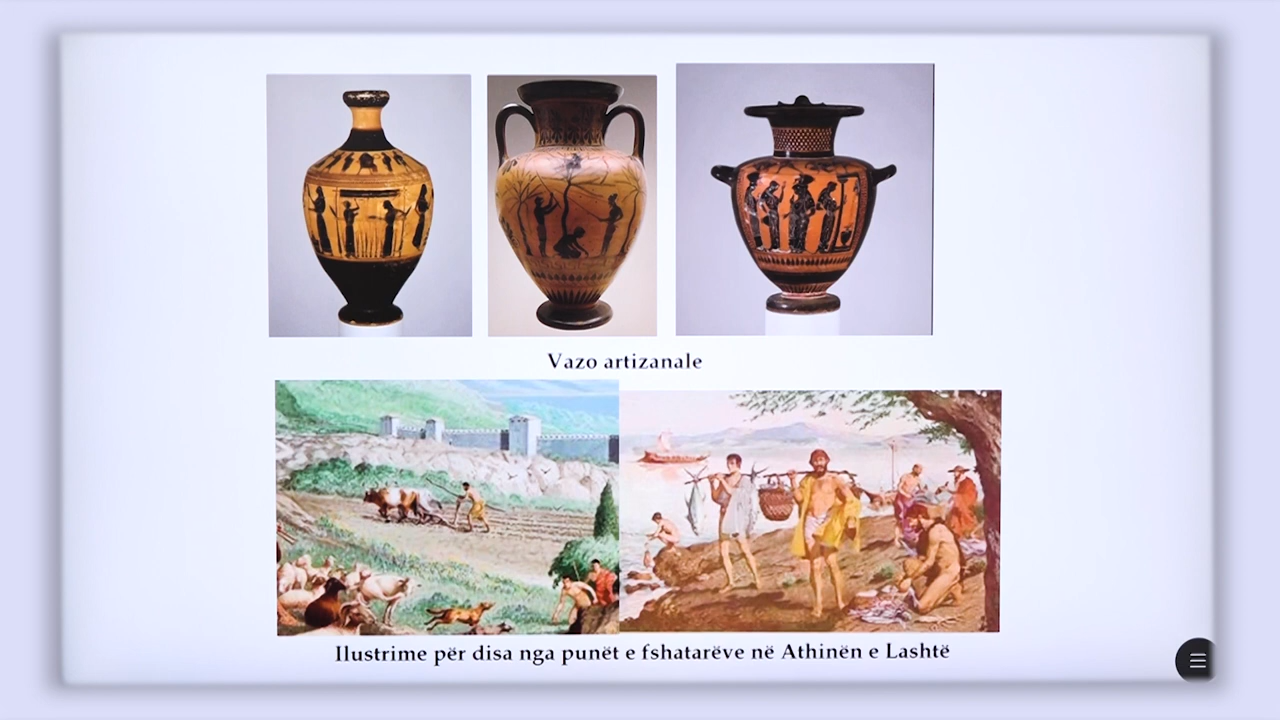 Vazo artizanale
Ilustrime për disa nga punët e fshatarëve në Athinën e Lashtë